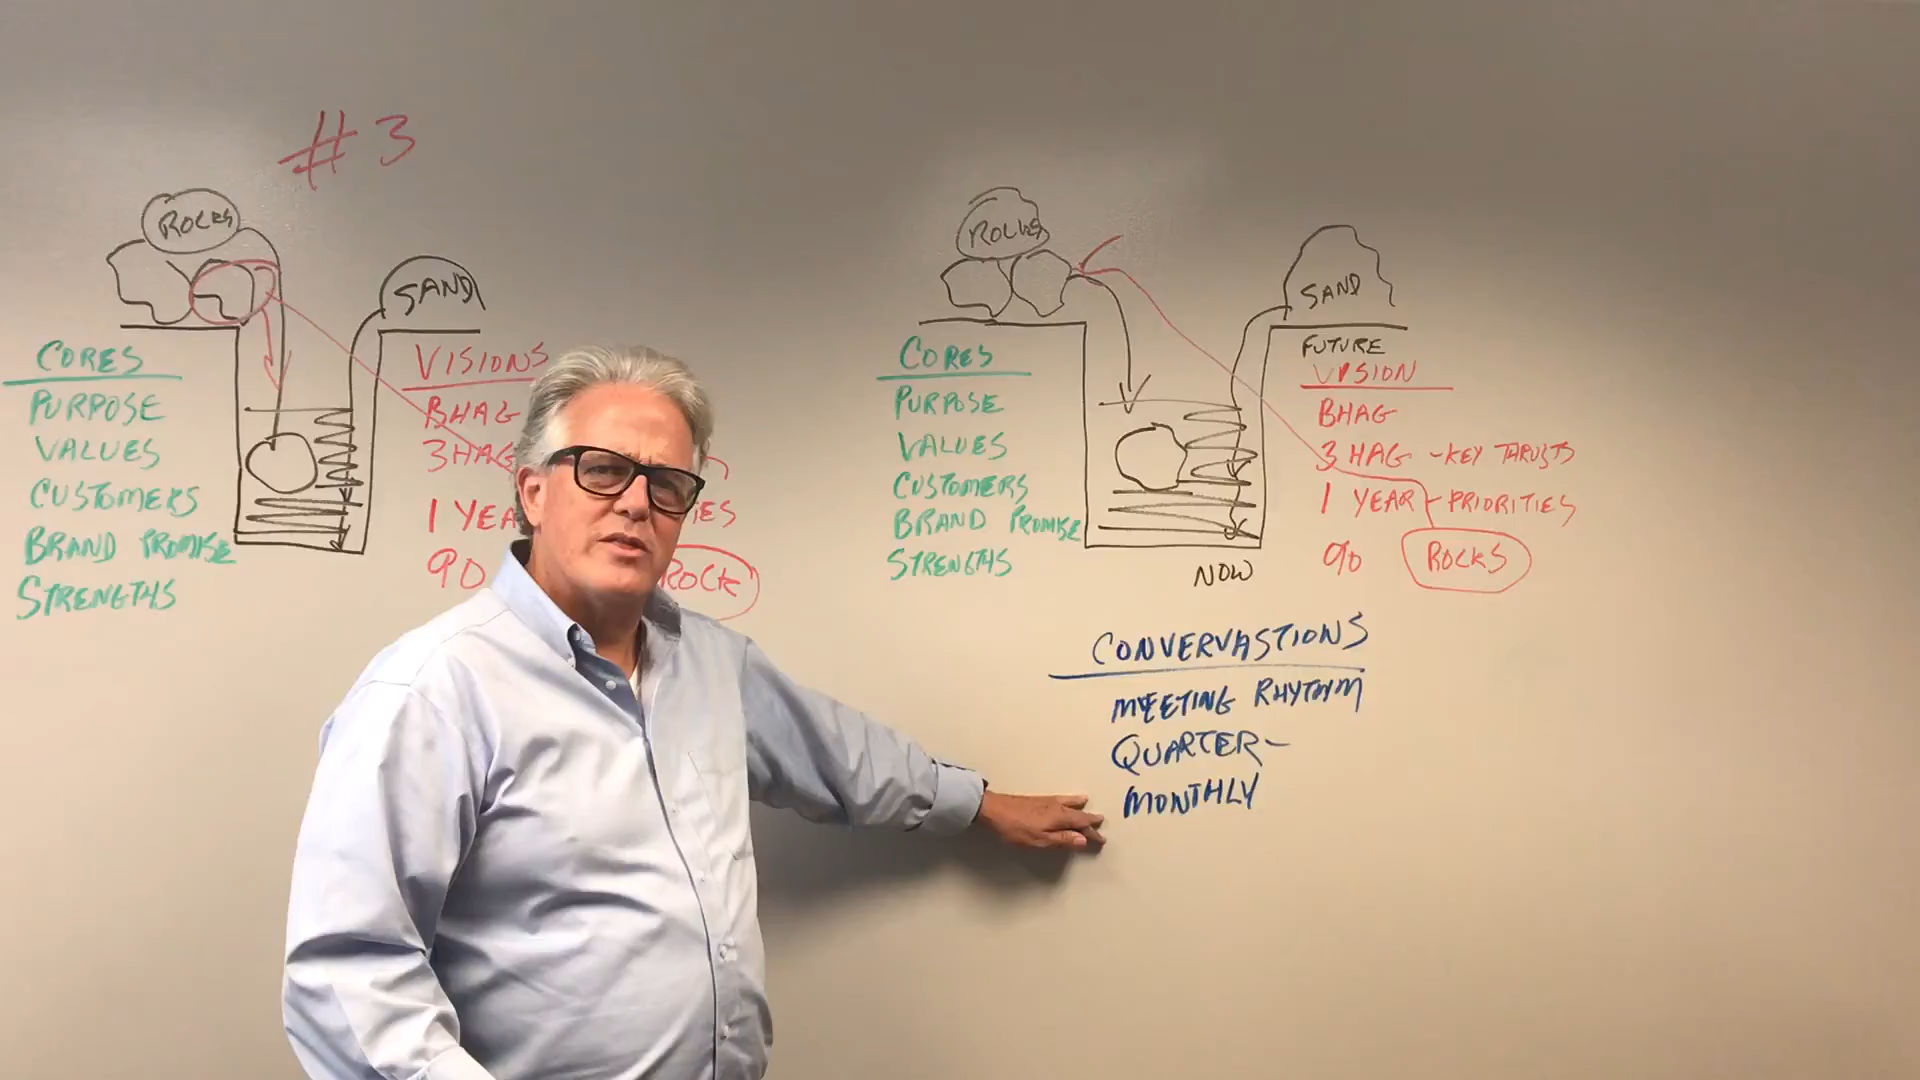 #3
ROCKS
SAND
CORES
PURPOSE
VALUES
CUSTOMERS
BRAND PROMISE
STRENGTHS
VISIONS
BHAG
3HAG
1 YEA
IES
90
ROCK
ROCKS
SAND
CORES
PURPOSE
VALUES
CUSTOMERS
BRAND PROMISE
STRENGTHS
NOW
FUTURE
VISION
BHAG
3 HAG - KEY THRUSTS
1 YEAR - PRIORITIES
90 ROCKS
CONVERVASTIONS
MEETING RHYTHM
QUARTER-
MONTHLY